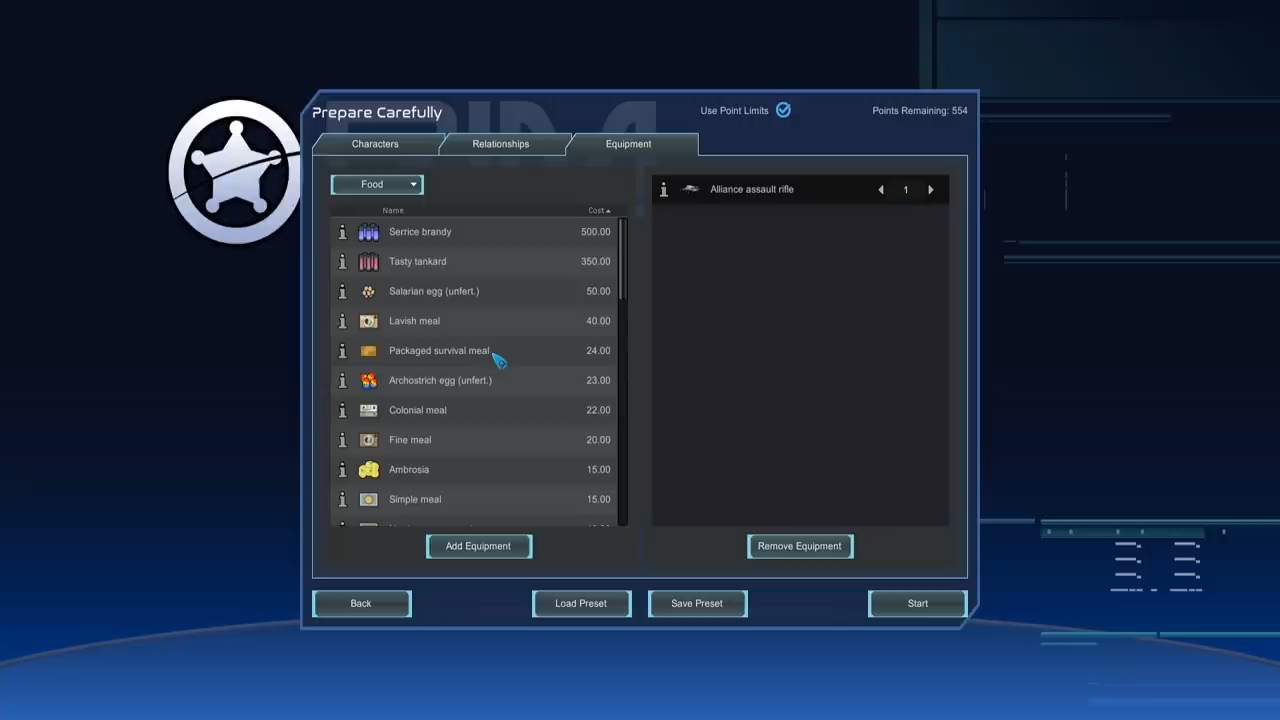 Prepare Carefully
Use Point Limits
Points Remaining: 554
Characters
Relationships
Equipment
Food
Name
Cost
Serrice brandy 500.00
Tasty tankard 350.00
Salarian egg (unfert.) 50.00
Lavish meal 40.00
Packaged survival meal 24.00
Archostrich egg (unfert.) 23.00
Colonial meal 22.00
Fine meal 20.00
Ambrosia 15.00
Simple meal 15.00
Alliance assault rifle 1
Add Equipment
Remove Equipment
Back
Load Preset
Save Preset
Start